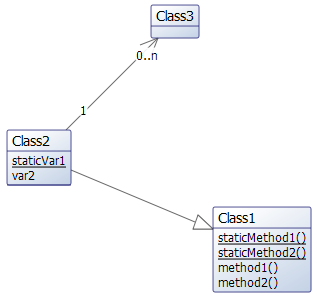 Class3
0..n
1
Class2
staticVar1
var2
Class1
staticMethod1()
staticMethod2()
method1()
method2()